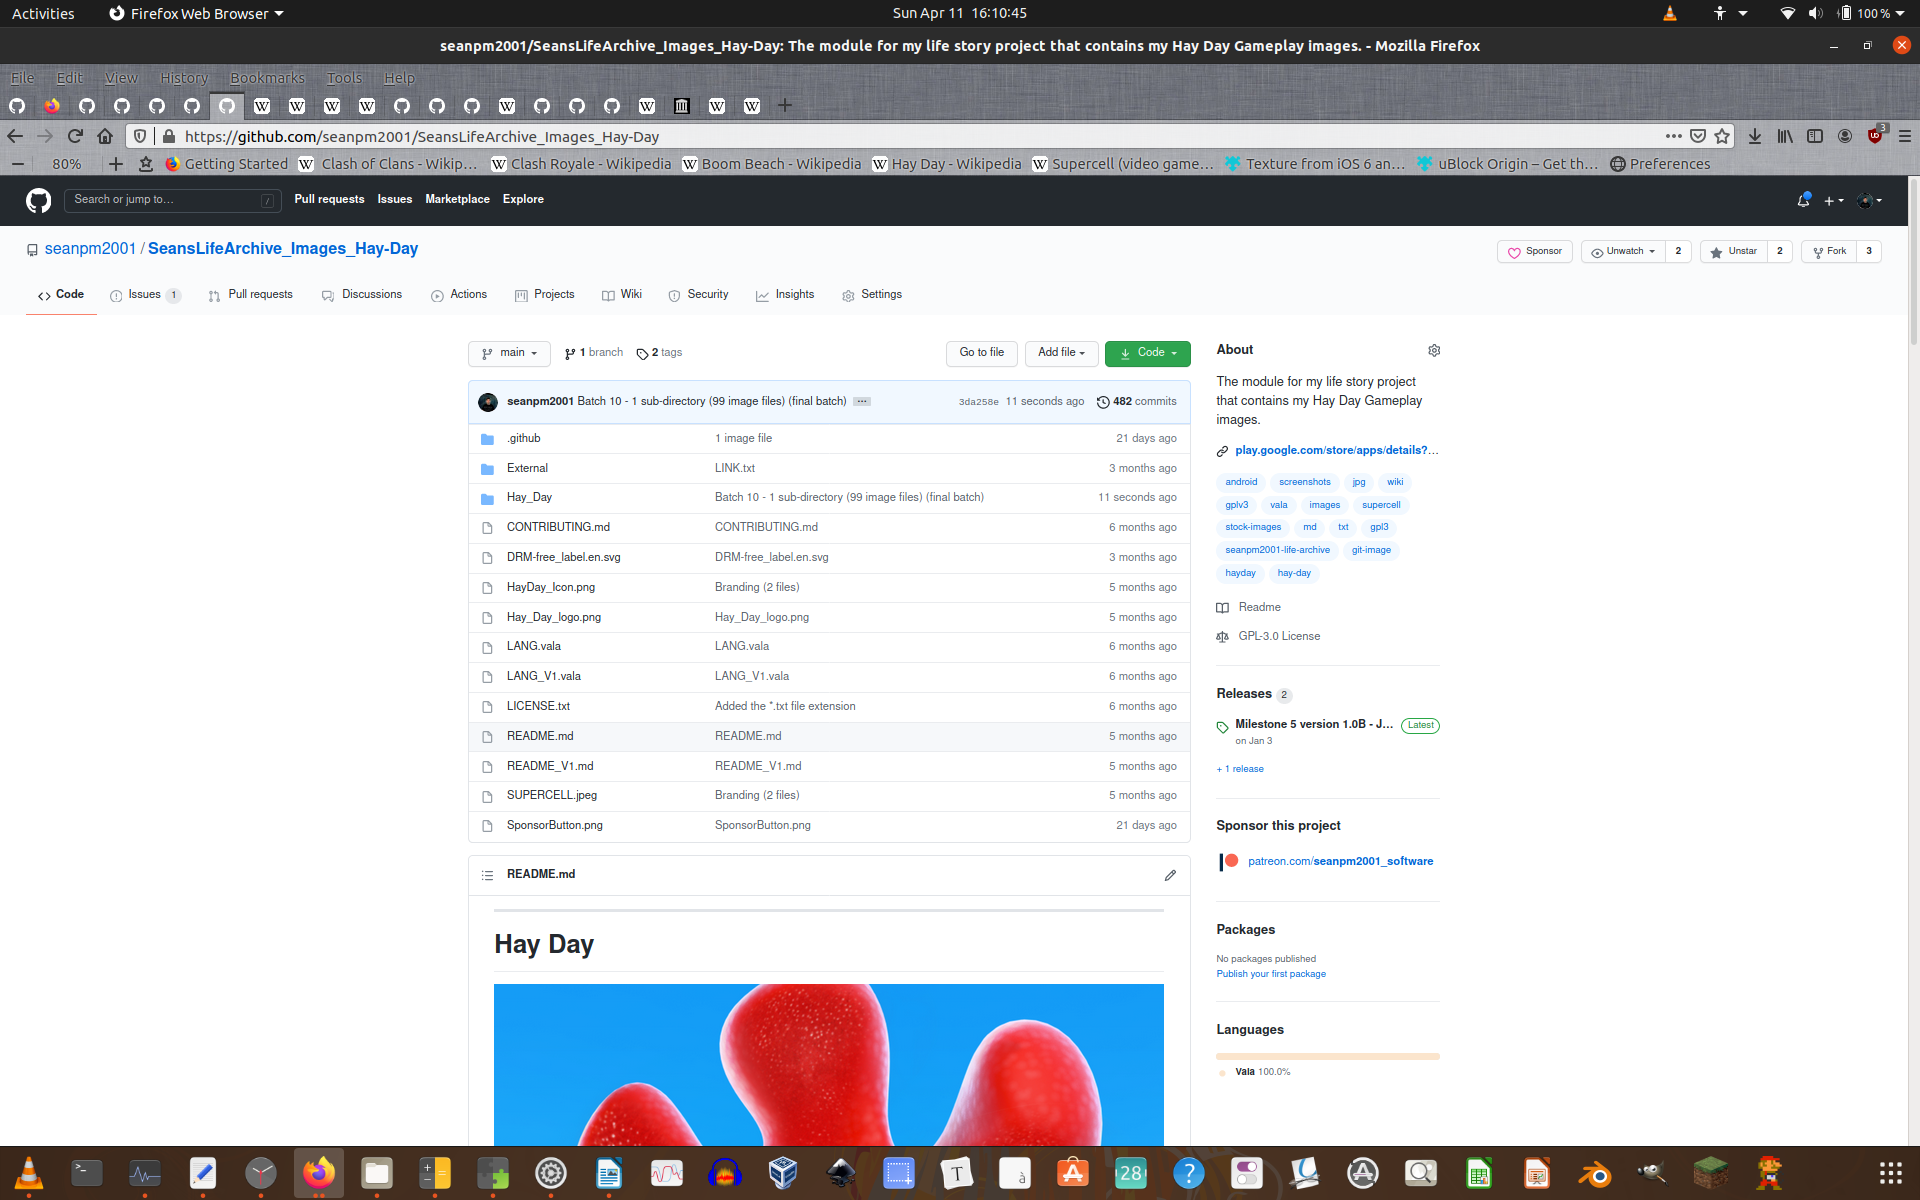 Activities
Firefox Web Browser
Sun Apr 11 16:10:45
100 %
seanpm2001/SeansLifeArchive_Images_Hay-Day: The module for my life story project that contains my Hay Day Gameplay images. - Mozilla Firefox
File Edit View History Bookmarks Tools Help
https://github.com/seanpm2001/SeansLifeArchive_Images_Hay-Day
3
80%
Getting Started
Clash of Clans - Wikip…
Clash Royale - Wikipedia
Boom Beach - Wikipedia
Hay Day - Wikipedia
Supercell (video game…
Texture from iOS 6 an…
uBlock Origin – Get th…
Preferences
Search or jump to…
/
Pull requests Issues Marketplace Explore
seanpm2001 / SeansLifeArchive_Images_Hay-Day
Sponsor
Unwatch 2
Unstar 2
Fork 3
Code
Issues 1
Pull requests
Discussions
Actions
Projects
Wiki
Security
Insights
Settings
main
1 branch
2 tags
Go to file
Add file
Code
seanpm2001 Batch 10 - 1 sub-directory (99 image files) (final batch) ... 3da258e 11 seconds ago 482 commits
.github 1 image file 21 days ago
External LINK.txt 3 months ago
Hay_Day Batch 10 - 1 sub-directory (99 image files) (final batch) 11 seconds ago
CONTRIBUTING.md CONTRIBUTING.md 6 months ago
DRM-free_label.en.svg DRM-free_label.en.svg 3 months ago
HayDay_Icon.png Branding (2 files) 5 months ago
Hay_Day_logo.png Hay_Day_logo.png 5 months ago
LANG.vala LANG.vala 6 months ago
LANG_V1.vala LANG_V1.vala 6 months ago
LICENSE.txt Added the *.txt file extension 6 months ago
README.md README.md 5 months ago
README_V1.md README_V1.md 5 months ago
SUPERCELL.jpeg Branding (2 files) 5 months ago
SponsorButton.png SponsorButton.png 21 days ago
README.md
Hay Day
About
The module for my life story project
that contains my Hay Day Gameplay
images.
play.google.com/store/apps/details?…
android screenshots jpg wiki
gplv3 vala images supercell
stock-images md txt gpl3
seanpm2001-life-archive git-image
hayday hay-day
Readme
GPL-3.0 License
Releases 2
Milestone 5 version 1.0B - J… Latest
on Jan 3
+ 1 release
Sponsor this project
patreon.com/seanpm2001_software
Packages
No packages published
Publish your first package
Languages
Vala 100.0%